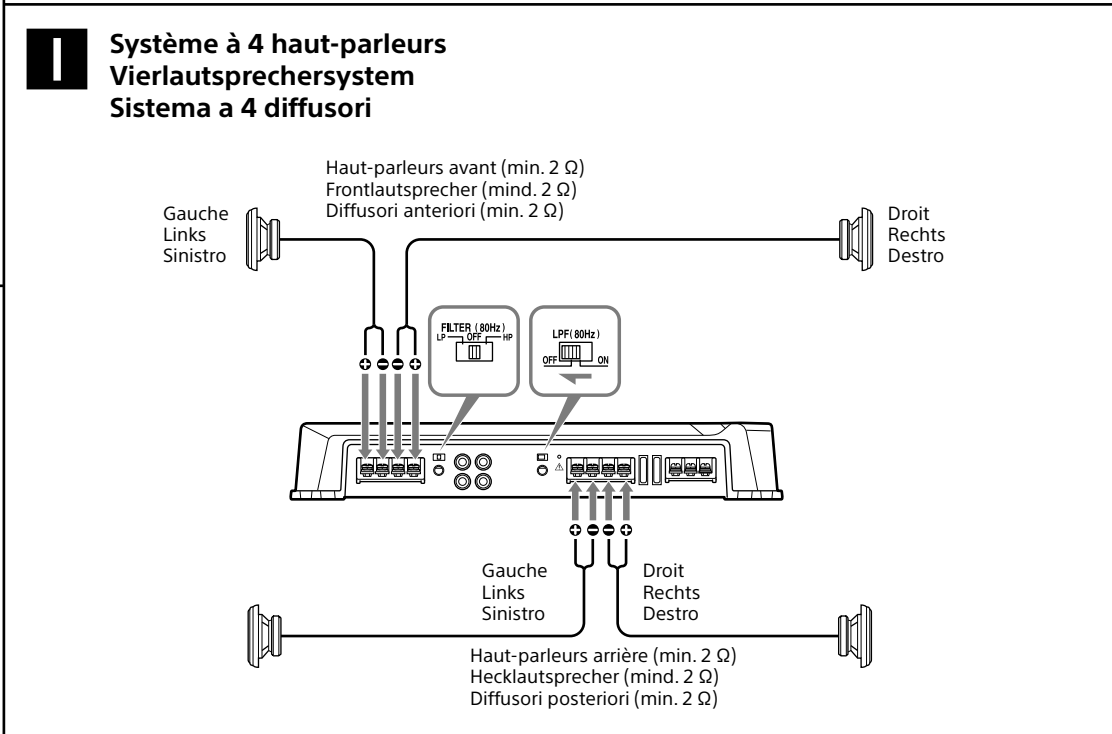 1
Système à 4 haut-parleurs
Vierlautsprechersystem
Sistema a 4 diffusori
Haut-parleurs avant (min. 2 Ω)
Frontlautsprecher (mind. 2 Ω)
Diffusori anteriori (min. 2 Ω)
Gauche
Links
Sinistro
Droit
Rechts
Destro
FILTER (80Hz)
LP OFF HP
LPF(80Hz)
OFF ON
Gauche
Links
Sinistro
Droit
Rechts
Destro
Haut-parleurs arrière (min. 2 Ω)
Hecklautsprecher (mind. 2 Ω)
Diffusori posteriori (min. 2 Ω)